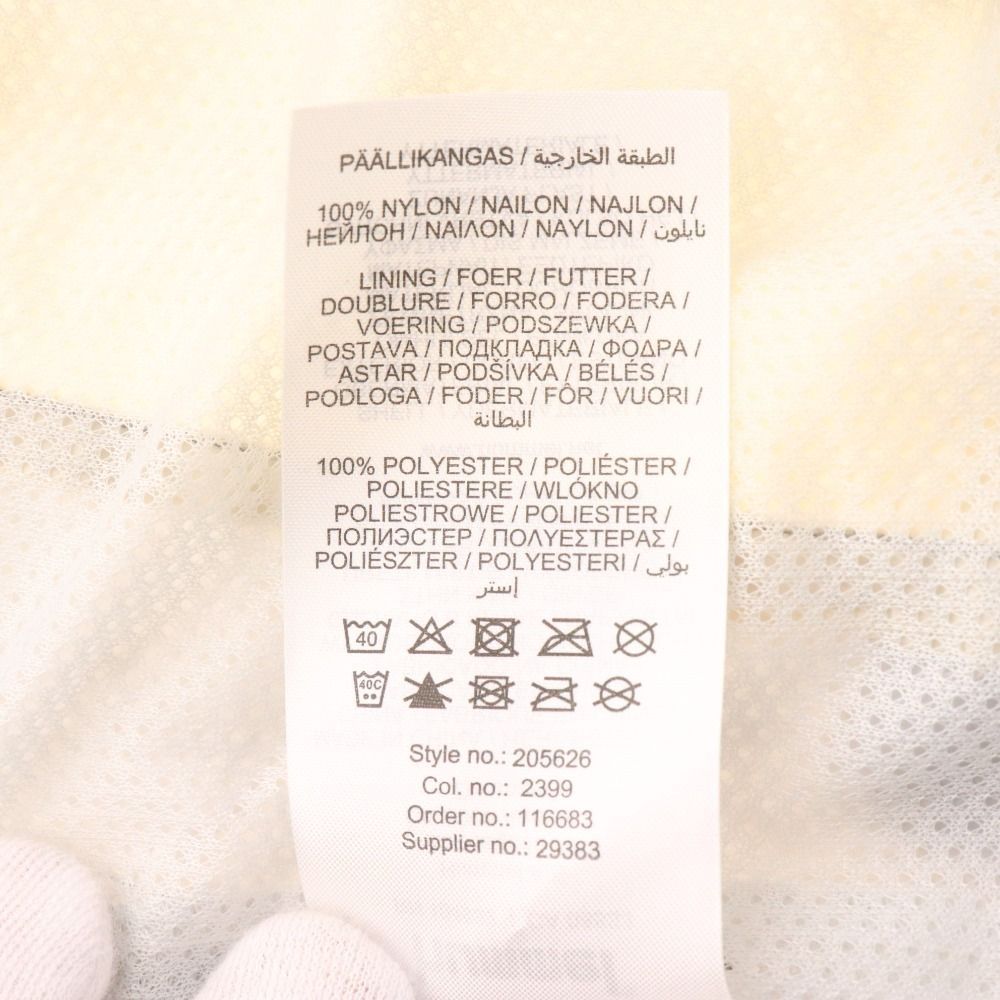 PÄÄLLIKANGAS / الطبقة الخارجية
100% NYLON / NAILON / NAJLON /
НЕЙЛОН / ΝΑΙΛΟΝ / NAYLON / نايلون
LINING / FOER / FUTTER /
DOUBLURE / FORRO / FODERA /
VOERING / PODSZEWKA /
POSTAVA / ПОДКЛАДКА / ΦΟΔΡΑ /
ASTAR / PODŠÍVKA / BÉLÉS /
PODLOGA / FODER / FÔR / VUORI /
البطانة
100% POLYESTER / POLIÉSTER /
POLIESTERE / WLÓKNO
POLIESTROWE / POLIESTER /
ПОЛИЭСТЕР / ΠΟΛΥΕΣΤΕΡΑΣ /
POLIÉSZTER / POLYESTERI / بولي
إستر
40
40C
Style no.: 205626
Col. no.: 2399
Order no.: 116683
Supplier no.: 29383